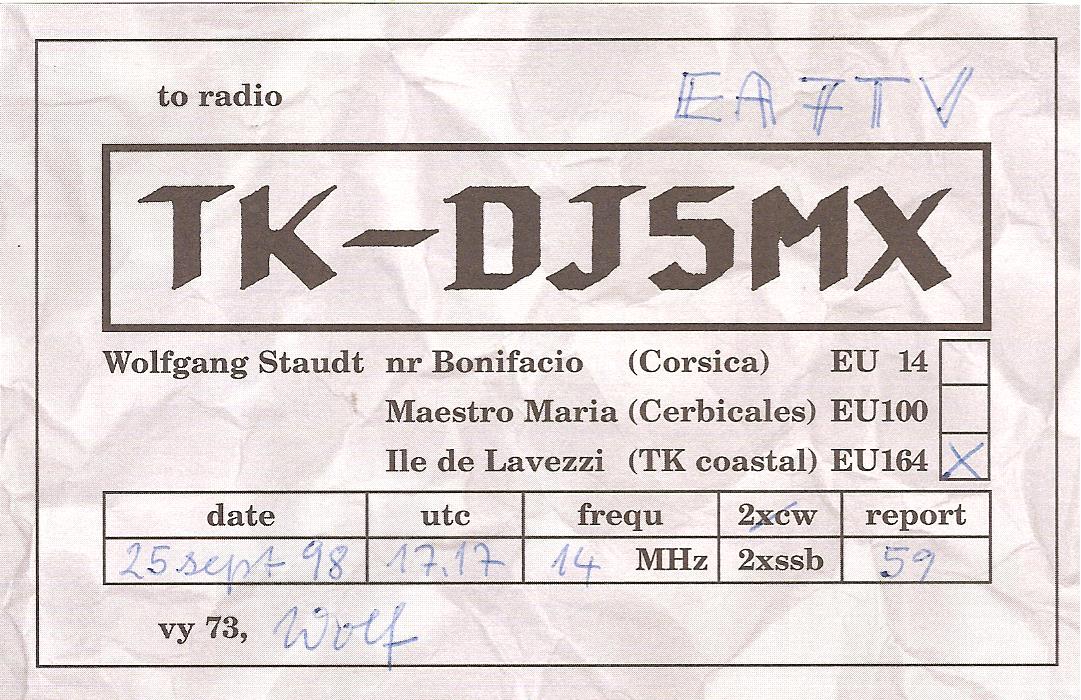 to radio EA7TV
TK-DJ5MX
Wolfgang Staudt nr Bonifacio (Corsica) EU 14
Maestro Maria (Cerbicales) EU100
Ile de Lavezzi (TK coastal) EU164 X
date utc frequ 2xcw report
25 sept 98 17.17 14 MHz 2xssb 59
vy 73, Wolf